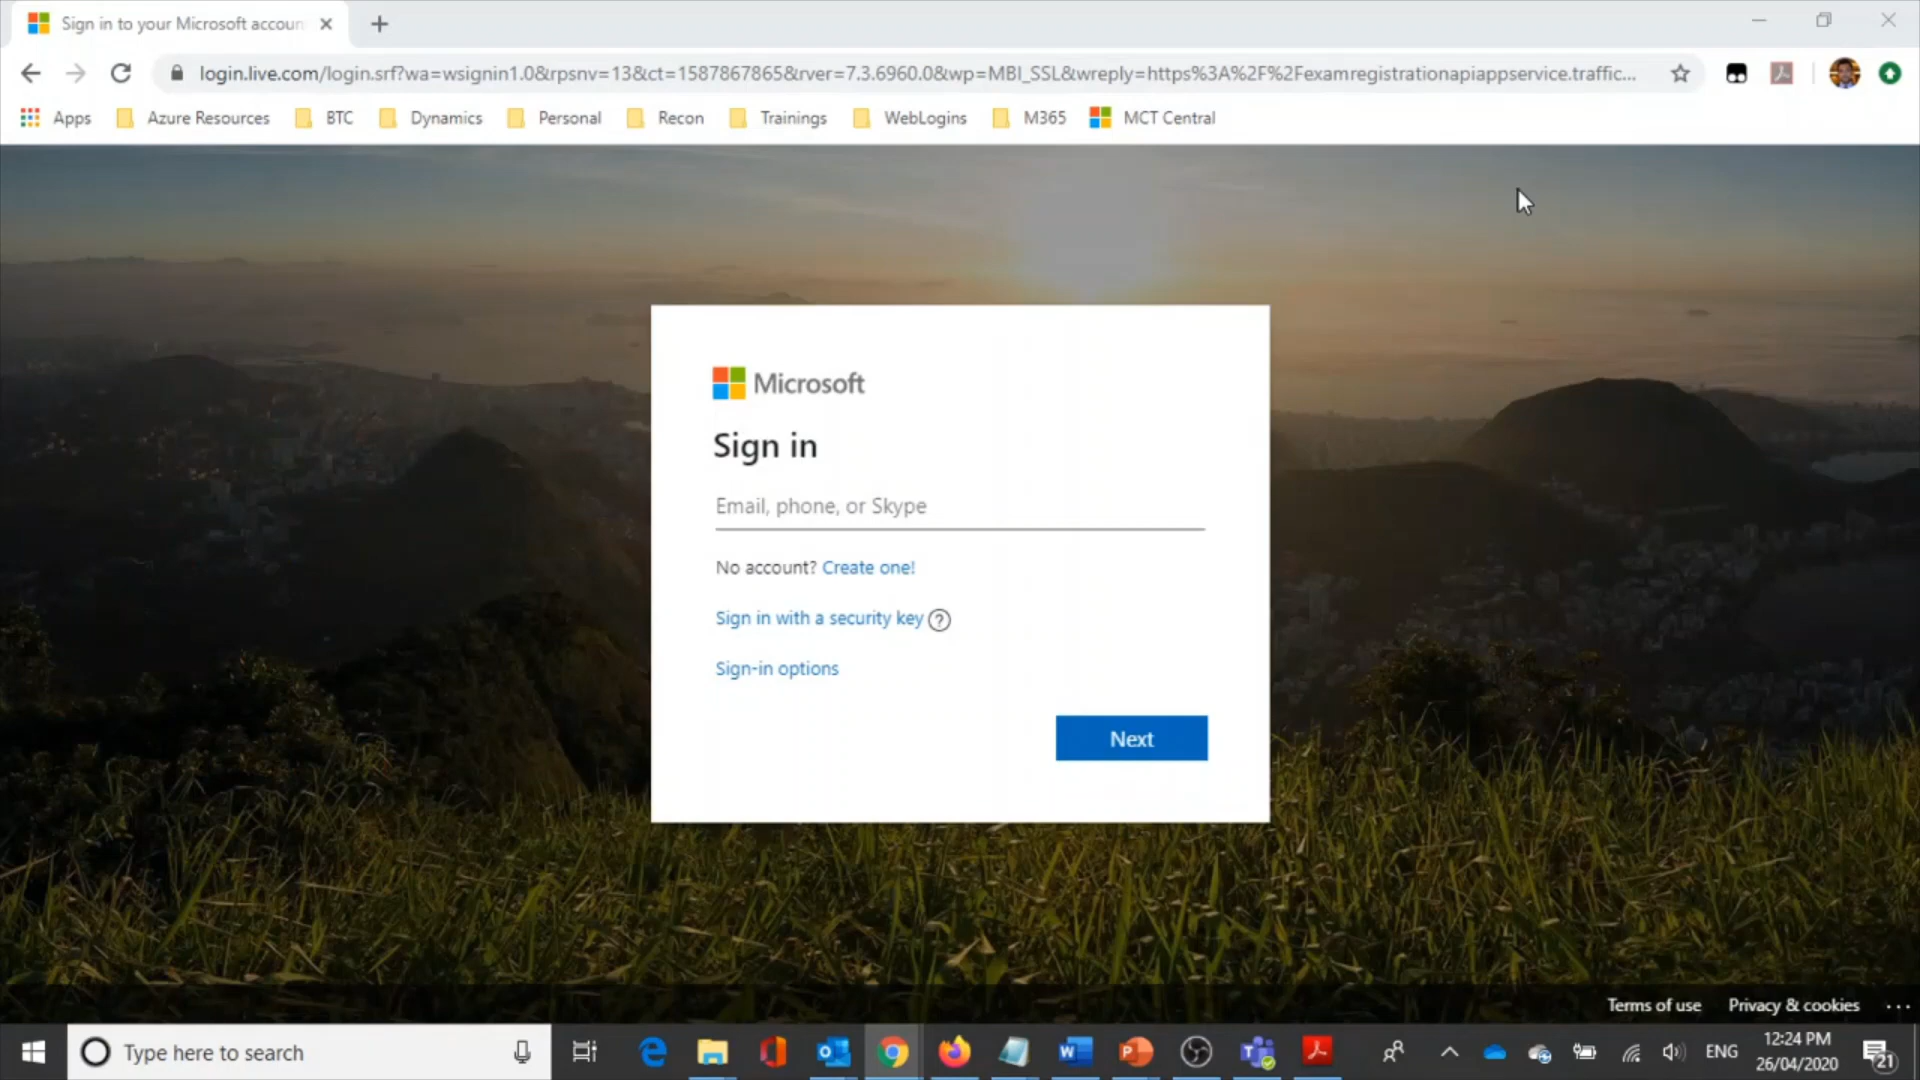 Sign in to your Microsoft accoun
login.live.com/login.srf?wa=wsignin1.0&rpsnv=13&ct=1587867865&rver=7.3.6960.0&wp=MBI_SSL&wreply=https%3A%2F%2Fexamregistrationapiappservice.traffic...
Apps Azure Resources BTC Dynamics Personal Recon Trainings WebLogins M365 MCT Central
Microsoft
Sign in
Email, phone, or Skype
No account? Create one!
Sign in with a security key ?
Sign-in options
Next
Terms of use Privacy & cookies ...
Type here to search
ENG
12:24 PM
26/04/2020
21